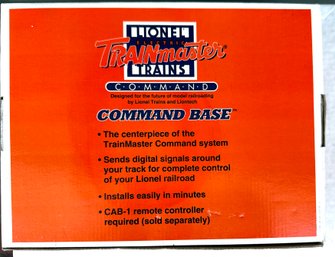 LIONEL
ELECTRIC
TRAINmaster
TRAINS
COMMAND
Designed for the future of model railroading
by Lionel Trains and Liontech
COMMAND BASE™
• The centerpiece of the
TrainMaster Command system
• Sends digital signals around
your track for complete control
of your Lionel railroad
• Installs easily in minutes
• CAB-1 remote controller
required (sold separately)